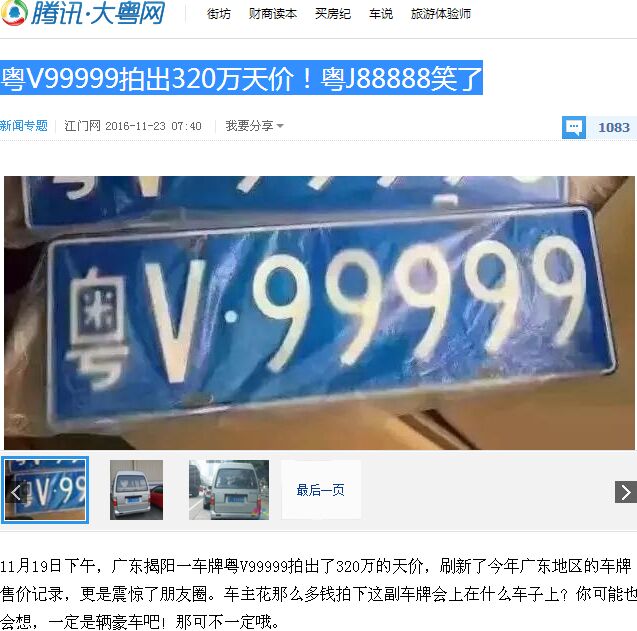 腾讯·大粤网
街坊 财商读本 买房纪 车说 旅游体验师
粤V99999拍出320万天价！粤J88888笑了
新闻专题 江门网 2016-11-23 07:40 我要分享 1083
粤V·99999
粤V·99
最后一页
11月19日下午，广东揭阳一车牌粤V99999拍出了320万的天价，刷新了今年广东地区的车牌
售价记录，更是震惊了朋友圈。车主花那么多钱拍下这副车牌会上在什么车子上？你可能也
会想，一定是辆豪车吧！那可不一定哦。